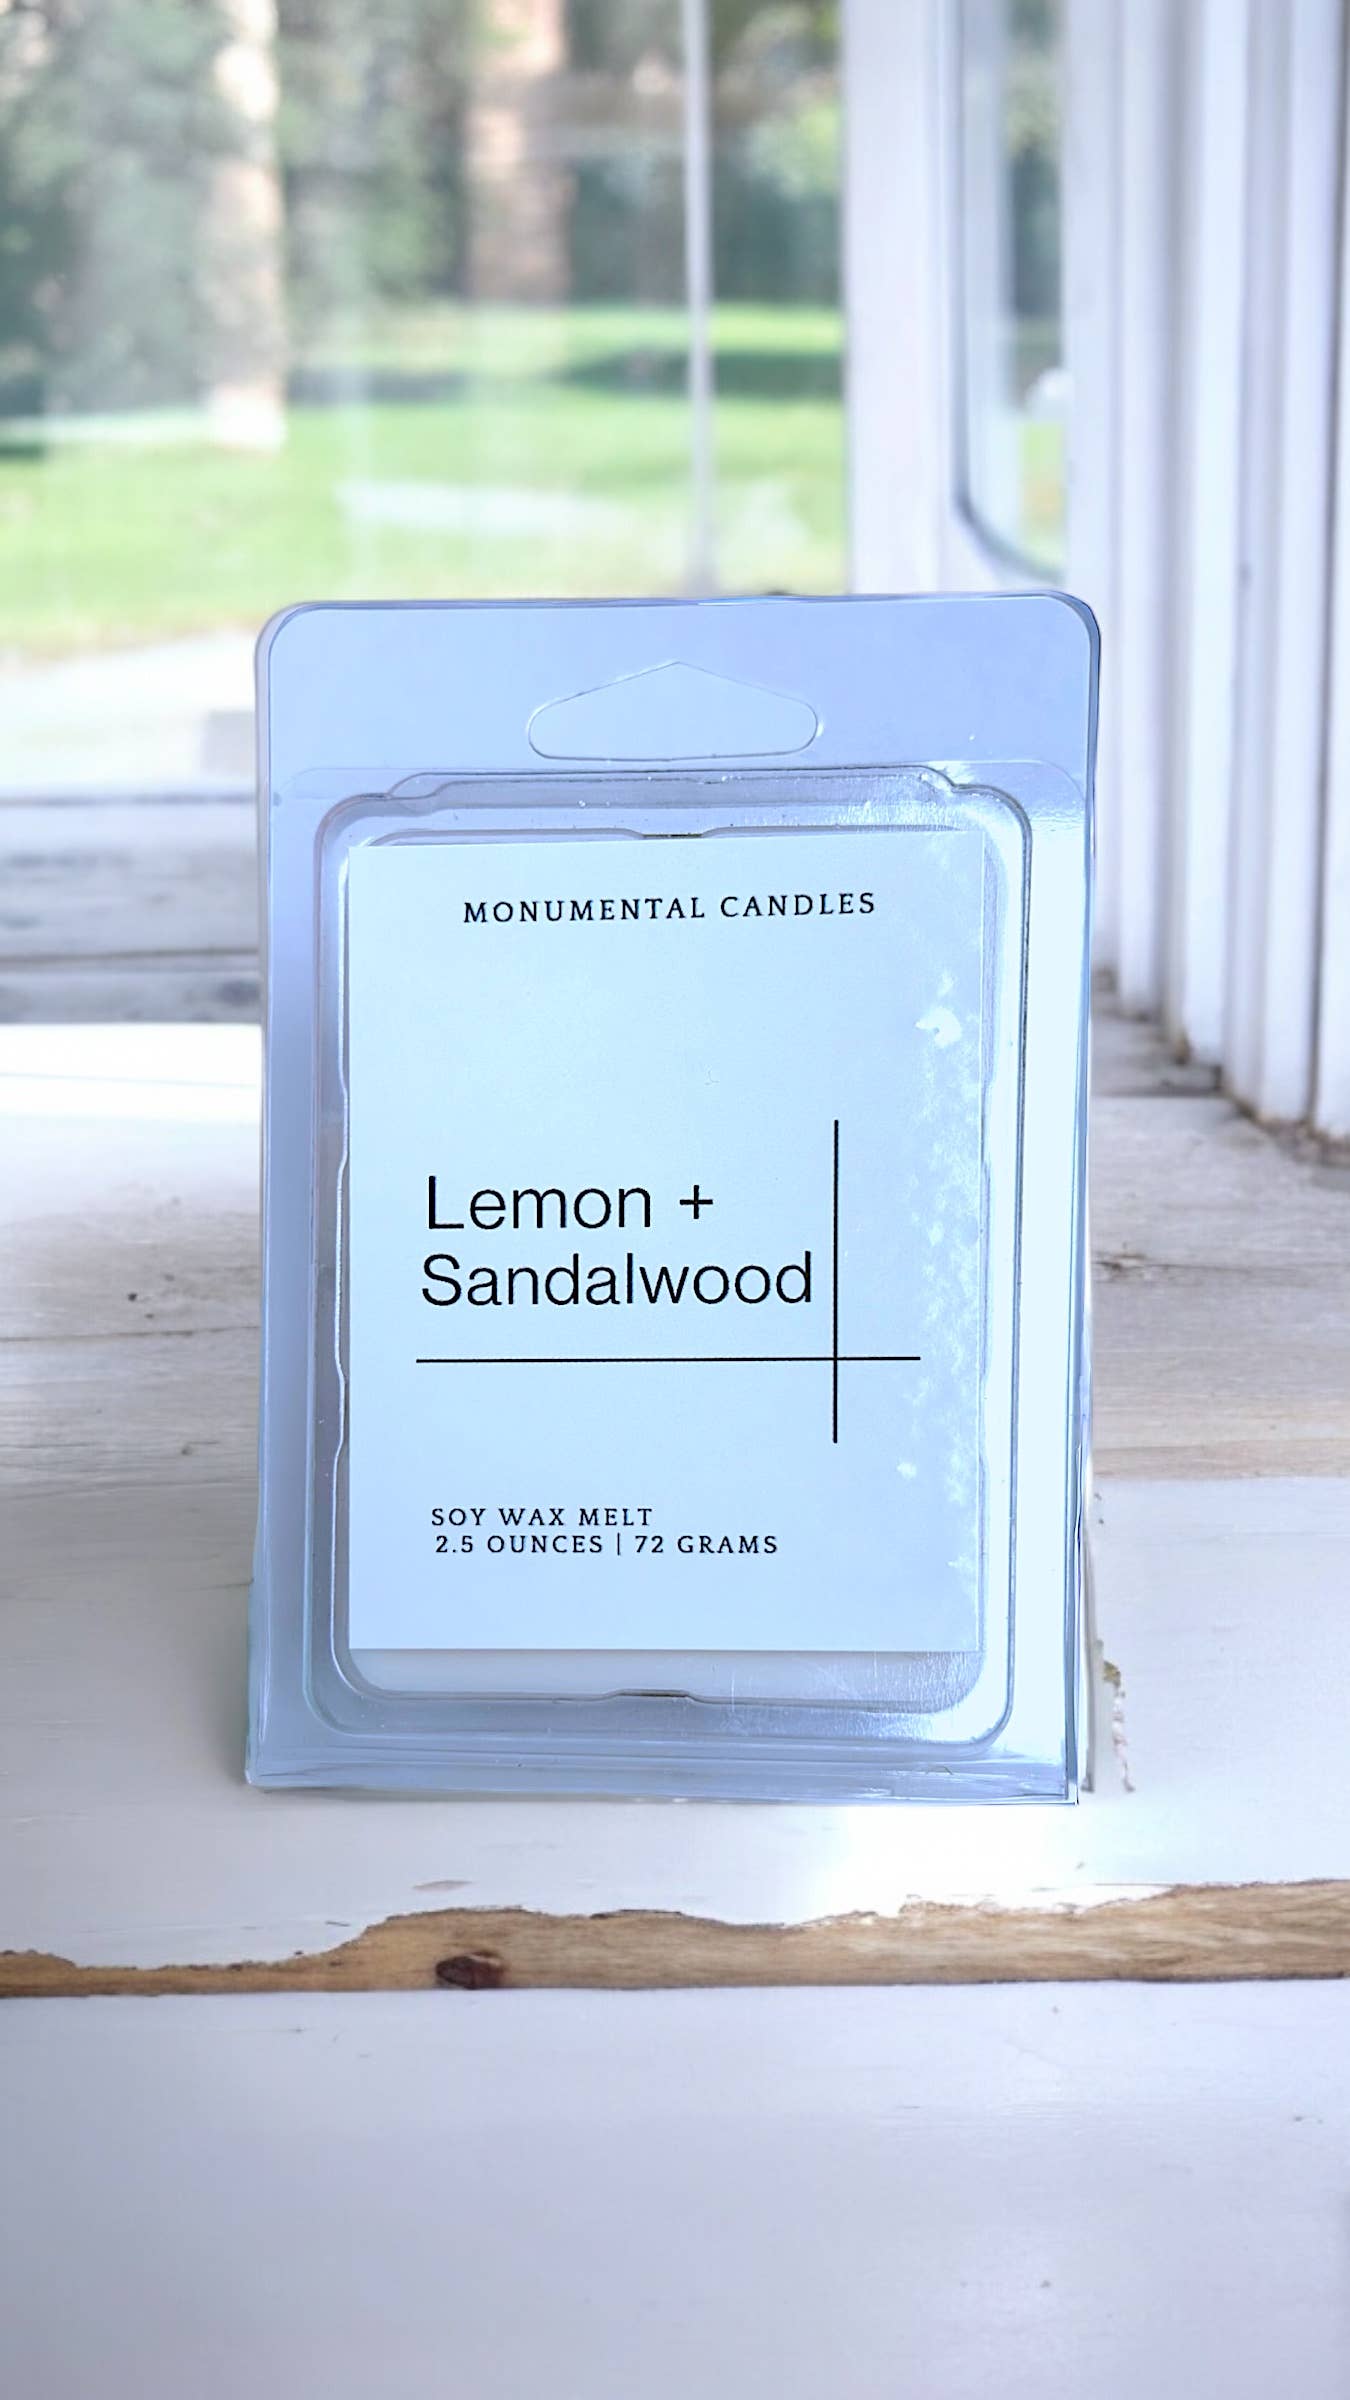 MONUMENTAL CANDLES
Lemon +
Sandalwood
SOY WAX MELT
2.5 OUNCES | 72 GRAMS